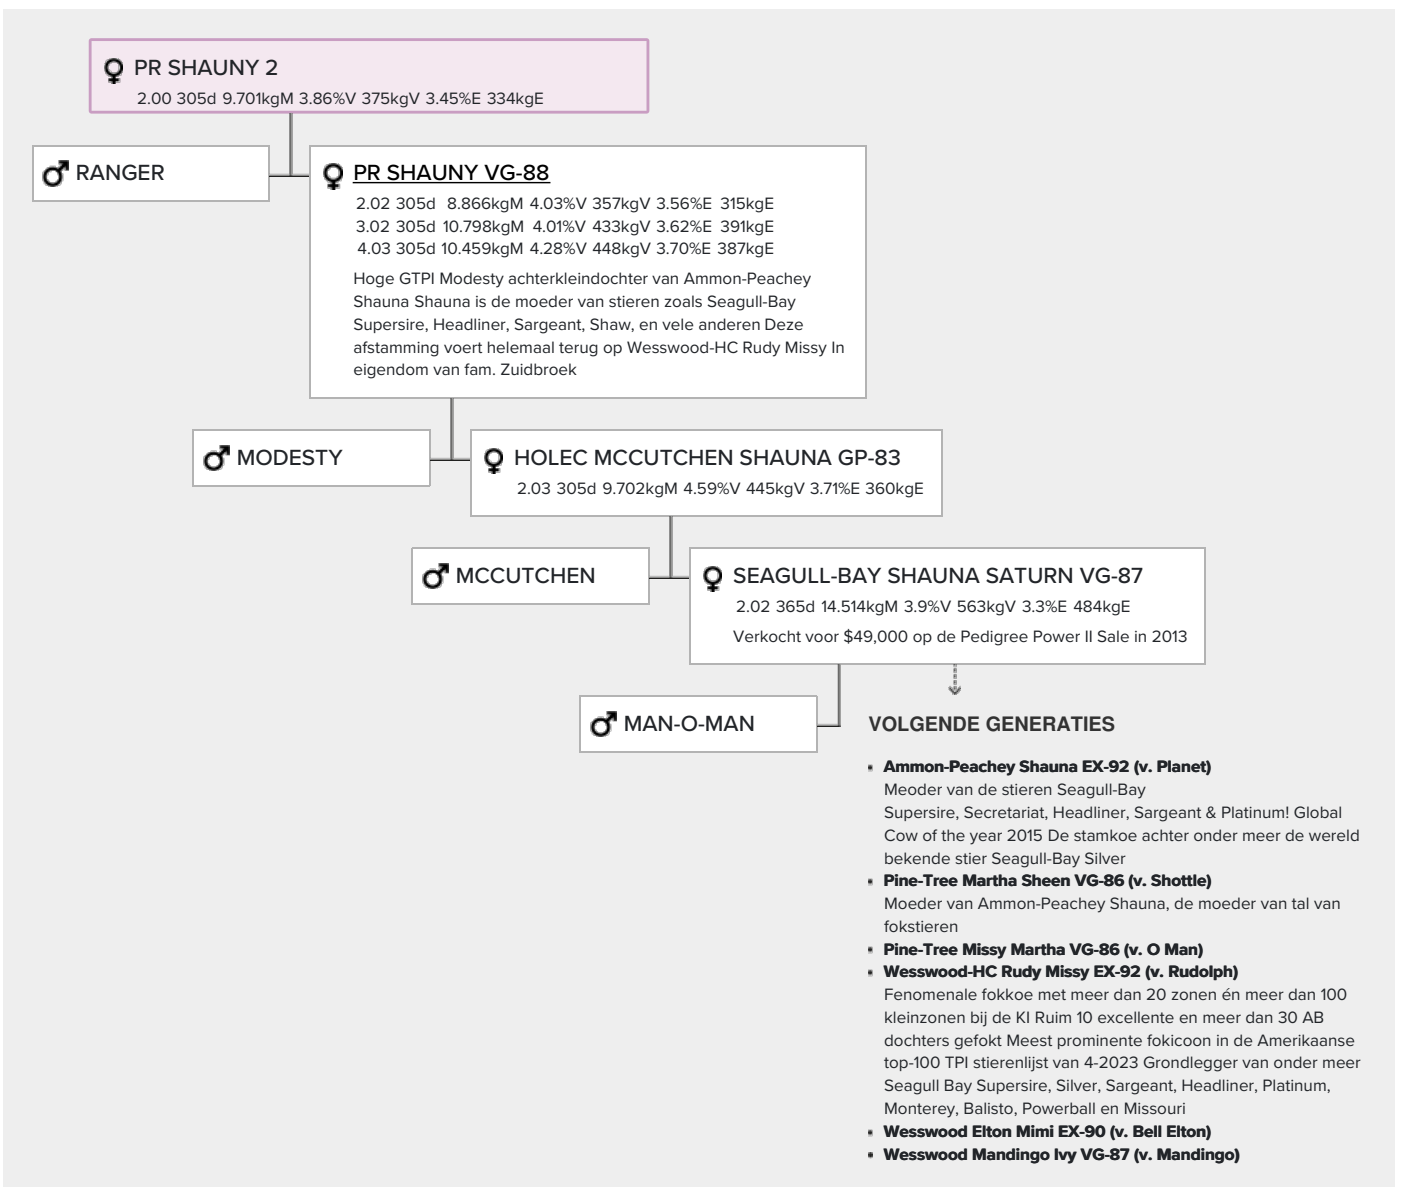 PR SHAUNY 2
2.00 305d 9.701kgM 3.86%V 375kgV 3.45%E 334kgE
RANGER
PR SHAUNY VG-88
2.02 305d 8.866kgM 4.03%V 357kgV 3.56%E 315kgE
3.02 305d 10.798kgM 4.01%V 433kgV 3.62%E 391kgE
4.03 305d 10.459kgM 4.28%V 448kgV 3.70%E 387kgE
Hoge GTPI Modesty achterkleindochter van Ammon-Peachey
Shauna Shauna is de moeder van stieren zoals Seagull-Bay
Supersire, Headliner, Sargeant, Shaw, en vele anderen Deze
afstamming voert helemaal terug op Wesswood-HC Rudy Missy In
eigendom van fam. Zuidbroek
MODESTY
HOLEC MCCUTCHEN SHAUNA GP-83
2.03 305d 9.702kgM 4.59%V 445kgV 3.71%E 360kgE
MCCUTCHEN
SEAGULL-BAY SHAUNA SATURN VG-87
2.02 365d 14.514kgM 3.9%V 563kgV 3.3%E 484kgE
Verkocht voor $49,000 op de Pedigree Power II Sale in 2013
MAN-O-MAN
VOLGENDE GENERATIES
Ammon-Peachey Shauna EX-92 (v. Planet)
Meoder van de stieren Seagull-Bay
Supersire, Secretariat, Headliner, Sargeant & Platinum! Global
Cow of the year 2015 De stamkoe achter onder meer de wereld
bekende stier Seagull-Bay Silver
Pine-Tree Martha Sheen VG-86 (v. Shottle)
Moeder van Ammon-Peachey Shauna, de moeder van tal van
fokstieren
Pine-Tree Missy Martha VG-86 (v. O Man)
Wesswood-HC Rudy Missy EX-92 (v. Rudolph)
Fenomenale fokkoe met meer dan 20 zonen én meer dan 100
kleinzonen bij de KI Ruim 10 excellente en meer dan 30 AB
dochters gefokt Meest prominente fokicoon in de Amerikaanse
top-100 TPI stierenlijst van 4-2023 Grondlegger van onder meer
Seagull Bay Supersire, Silver, Sargeant, Headliner, Platinum,
Monterey, Balisto, Powerball en Missouri
Wesswood Elton Mimi EX-90 (v. Bell Elton)
Wesswood Mandingo Ivy VG-87 (v. Mandingo)